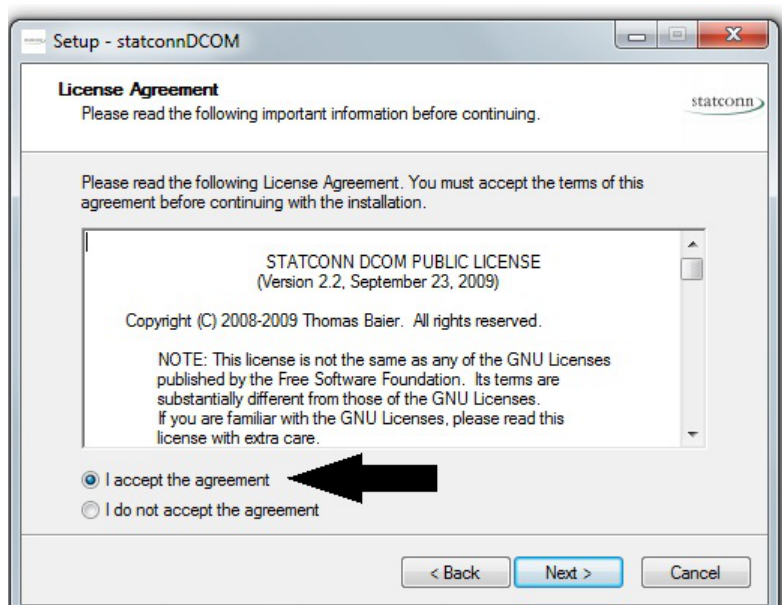 Setup - statconnDCOM
License Agreement
Please read the following important information before continuing.
statconn
Please read the following License Agreement. You must accept the terms of this
agreement before continuing with the installation.
STATCONN DCOM PUBLIC LICENSE
(Version 2.2, September 23, 2009)
Copyright (C) 2008-2009 Thomas Baier. All rights reserved.
NOTE: This license is not the same as any of the GNU Licenses
published by the Free Software Foundation. Its terms are
substantially different from those of the GNU Licenses.
If you are familiar with the GNU Licenses, please read this
license with extra care.
I accept the agreement
I do not accept the agreement
< Back
Next >
Cancel